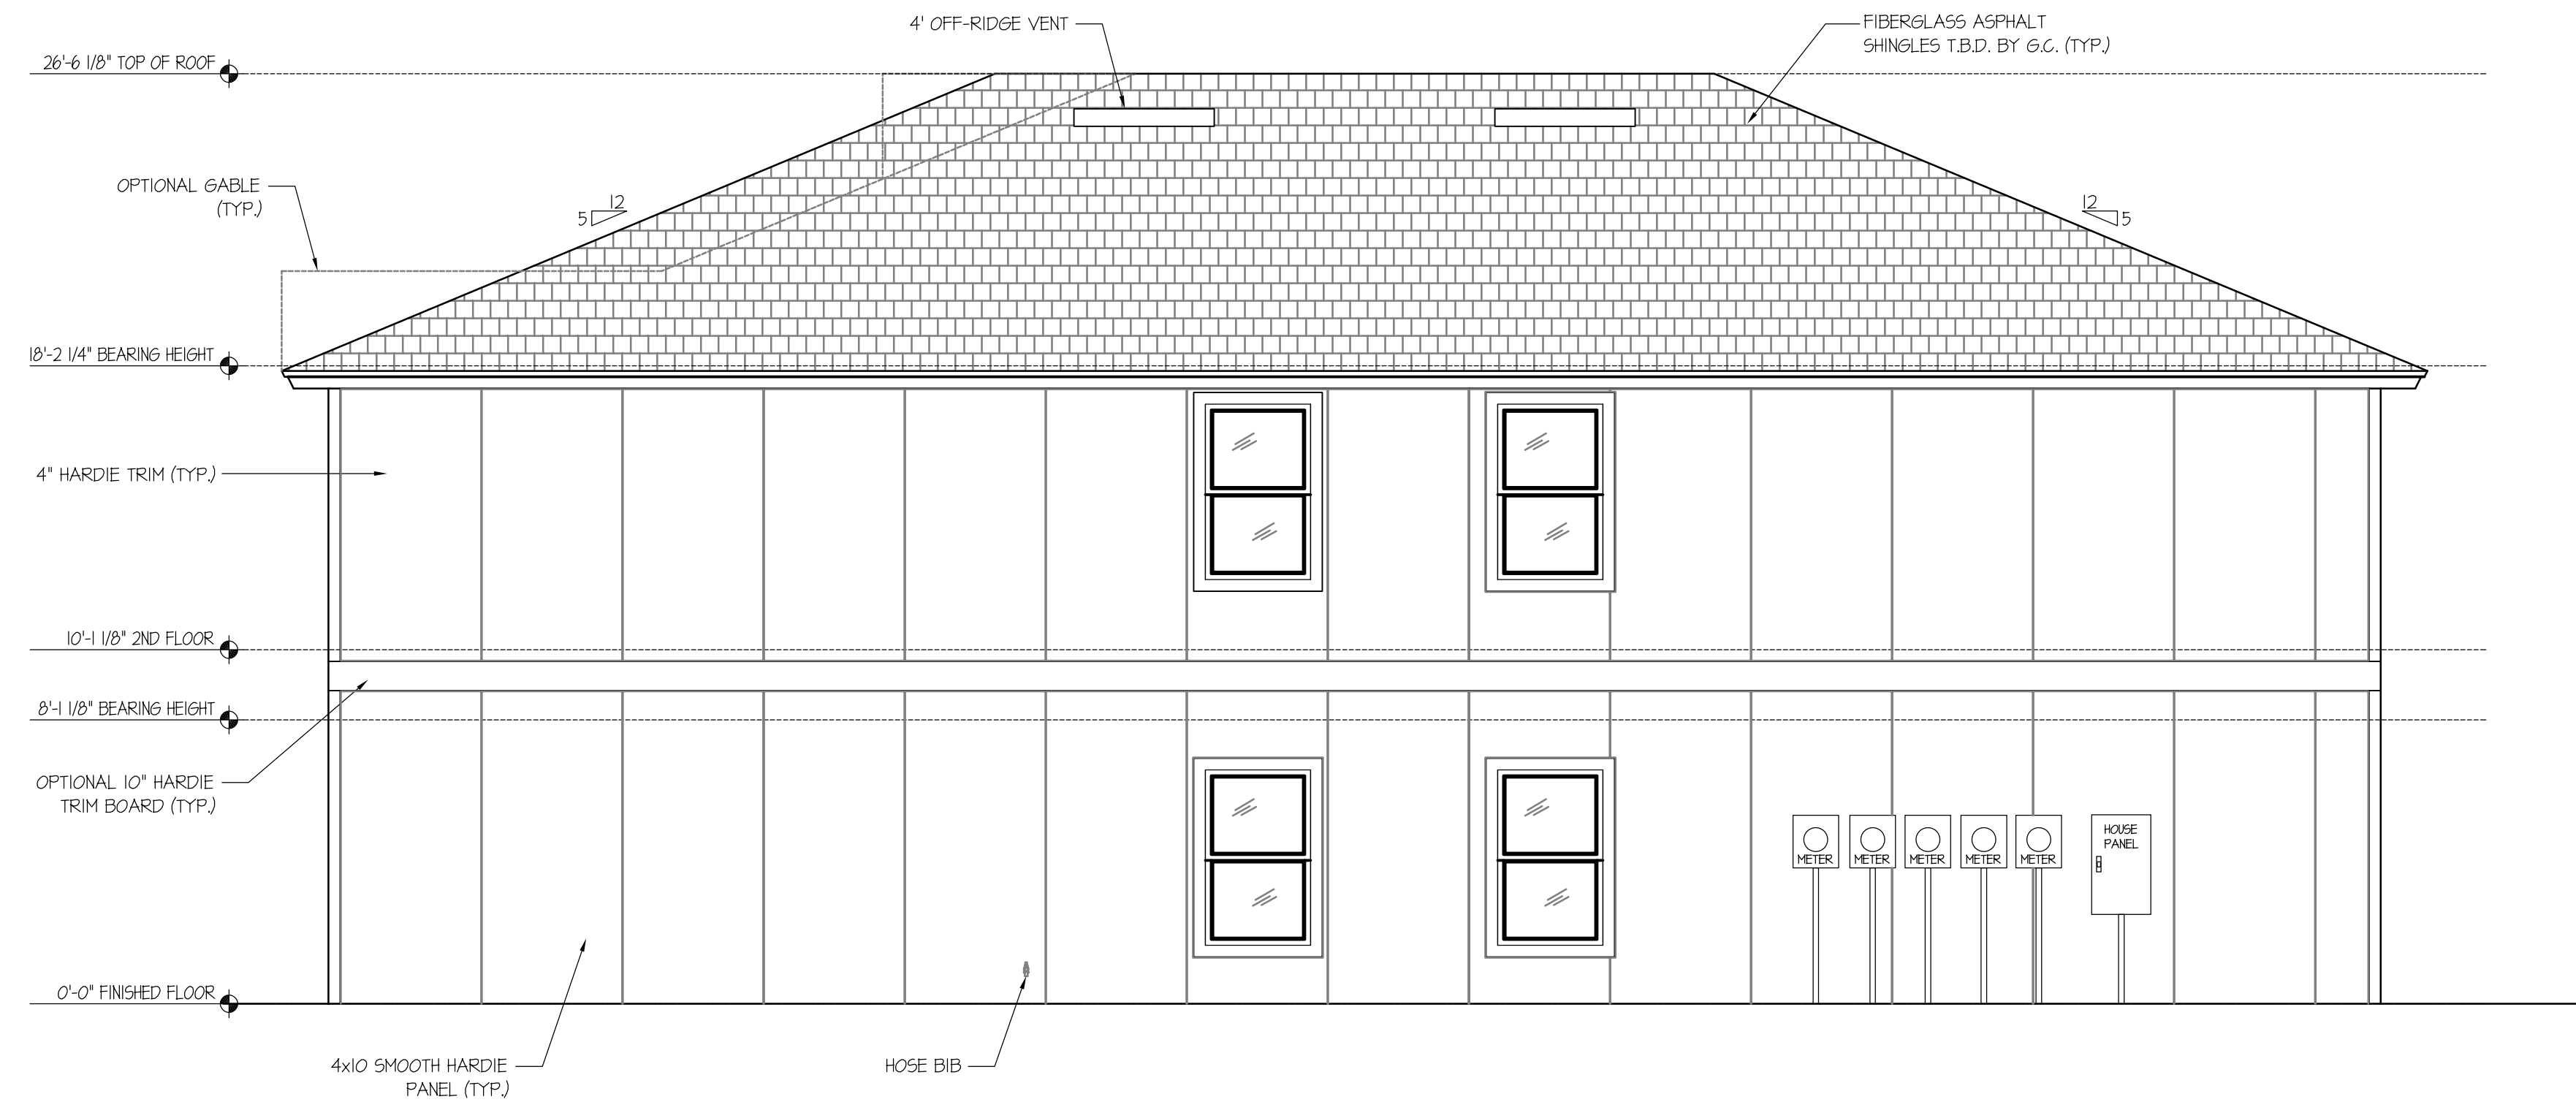 4' OFF-RIDGE VENT
FIBERGLASS ASPHALT
SHINGLES T.B.D. BY G.C. (TYP.)
26'-6 1/8" TOP OF ROOF
OPTIONAL GABLE
(TYP.)
12
5
12
5
18'-2 1/4" BEARING HEIGHT
4" HARDIE TRIM (TYP.)
10'-1 1/8" 2ND FLOOR
8'-1 1/8" BEARING HEIGHT
OPTIONAL 10" HARDIE
TRIM BOARD (TYP.)
HOUSE
PANEL
METER
METER
METER
METER
METER
0'-0" FINISHED FLOOR
4x10 SMOOTH HARDIE
PANEL (TYP.)
HOSE BIB